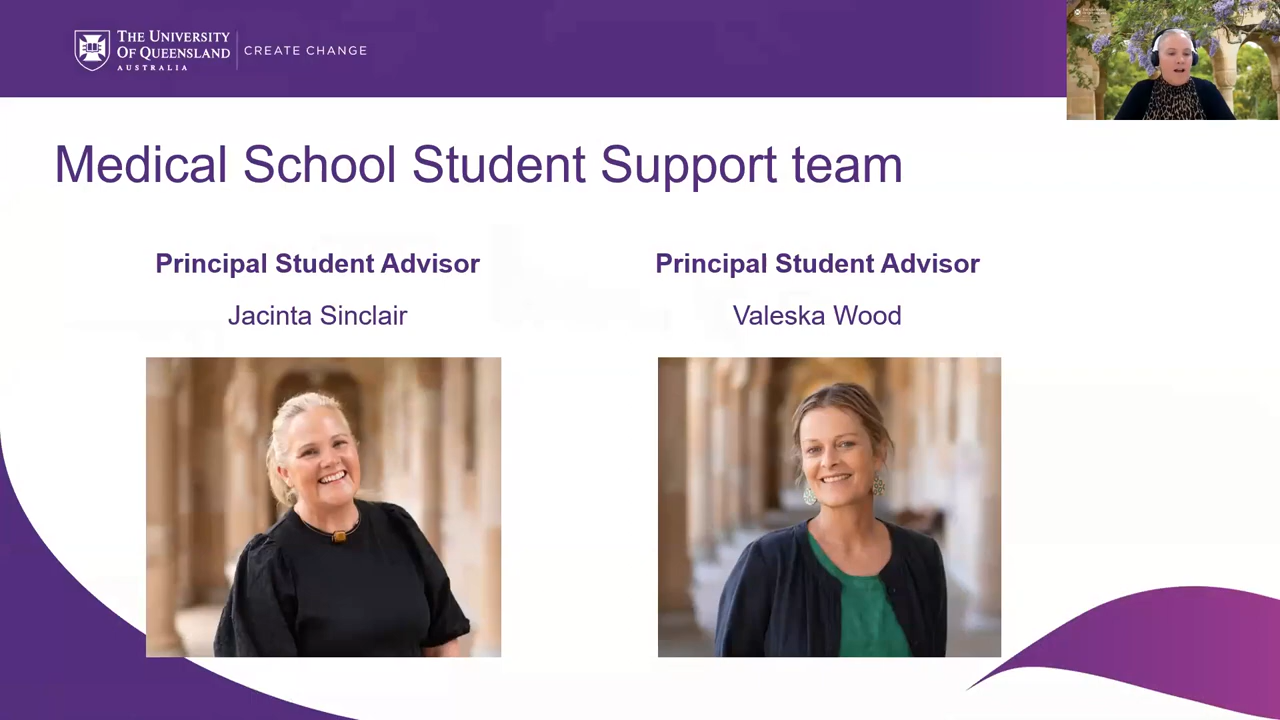 THE UNIVERSITY
OF QUEENSLAND
AUSTRALIA
CREATE CHANGE
Medical School Student Support team
Principal Student Advisor
Jacinta Sinclair
Principal Student Advisor
Valeska Wood